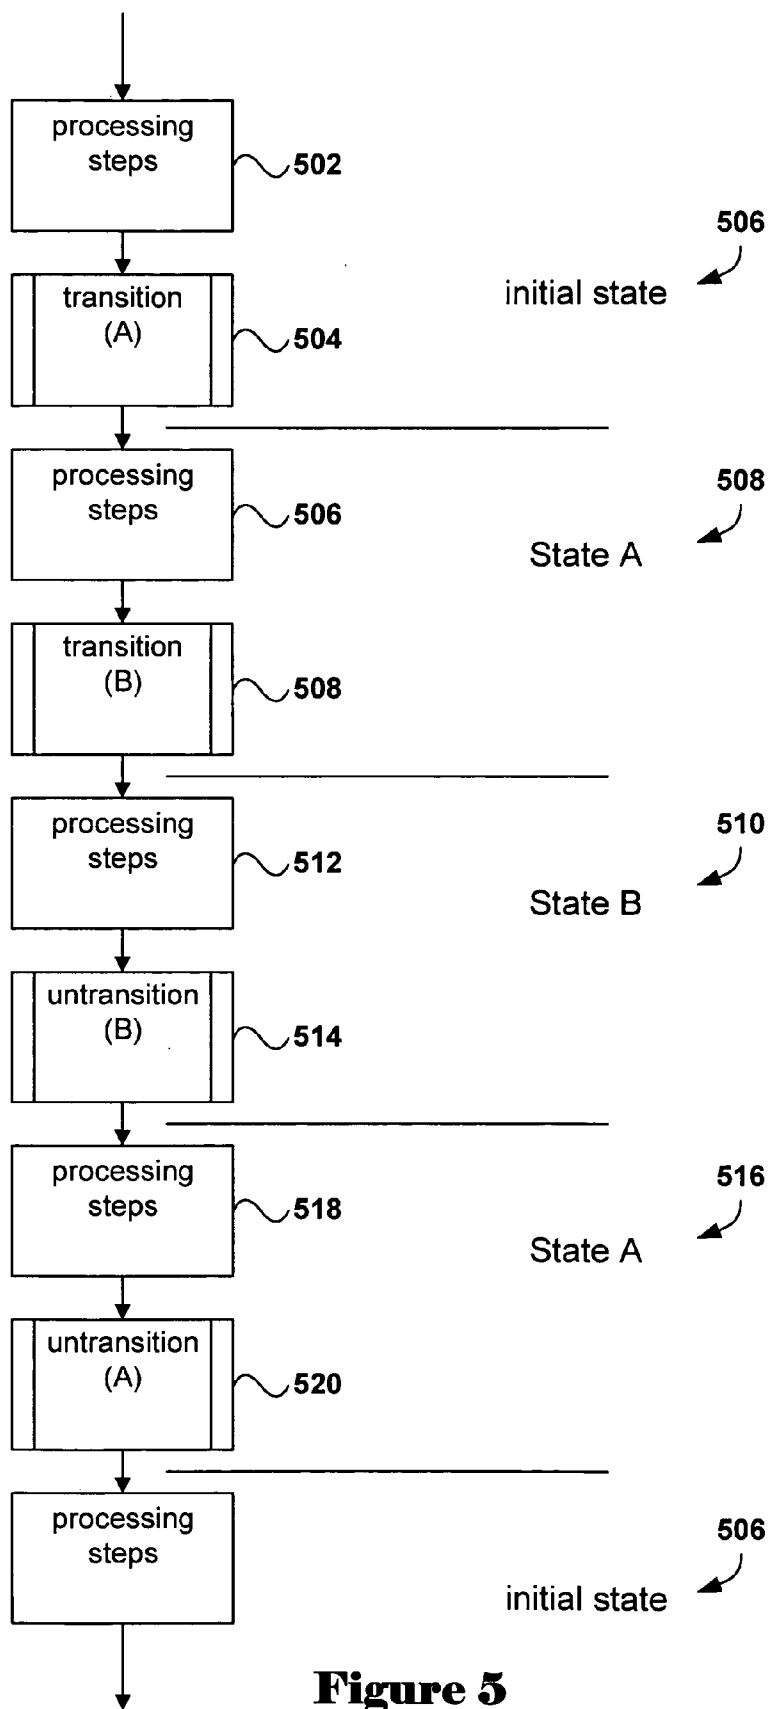 processing
steps
502
506
initial state
transition
(A)
504
processing
steps
506
508
State A
transition
(B)
508
processing
steps
512
510
State B
untransition
(B)
514
processing
steps
518
516
State A
untransition
(A)
520
processing
steps
506
initial state
Figure 5